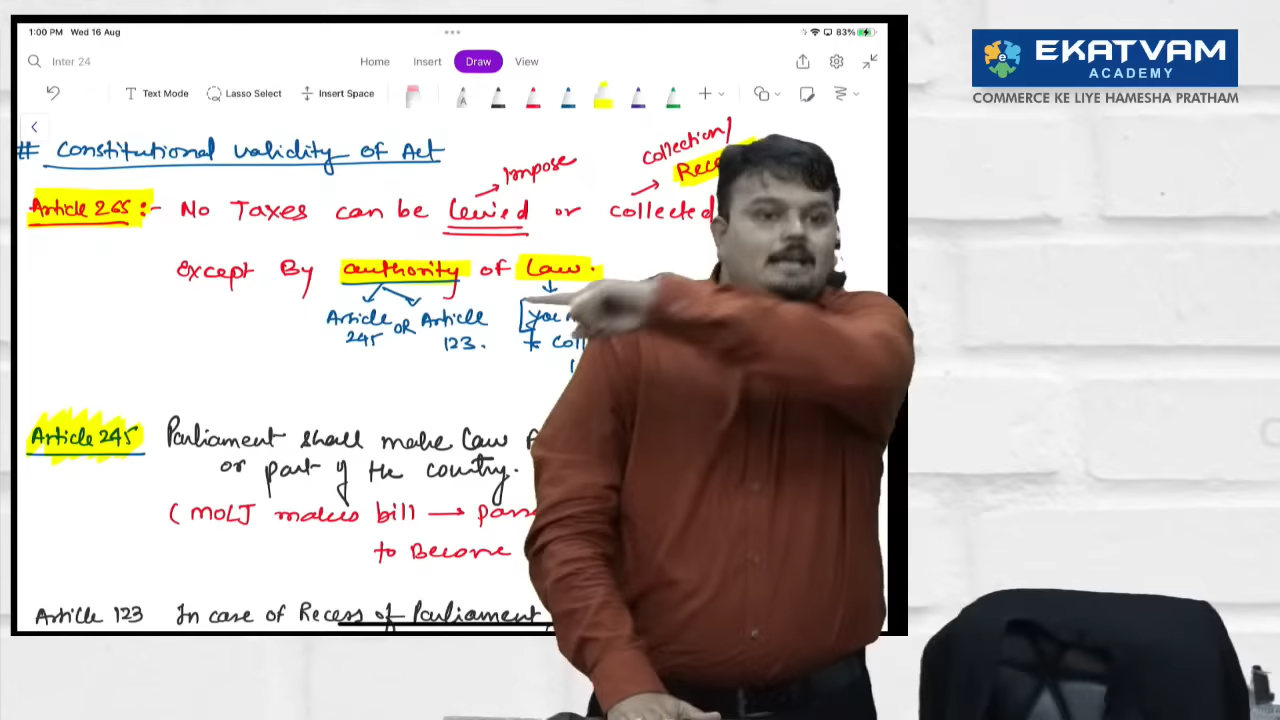 1:00 PM Wed 16 Aug
83%
Inter 24
Home Insert Draw View
Text Mode Lasso Select Insert Space
EKATVAM
ACADEMY
COMMERCE KE LIYE HAMESHA PRATHAM
# Constitutional validity of Act
Impose
Collection/
Article 265:- No Taxes can be levied or collected
Except By authority of Law.
Article 245 OR Article 123.
Article 245 Parliament shall make law
or part of the country.
(MOLJ makes bill →
to Become
Article 123 In case of Recess of Parliament,